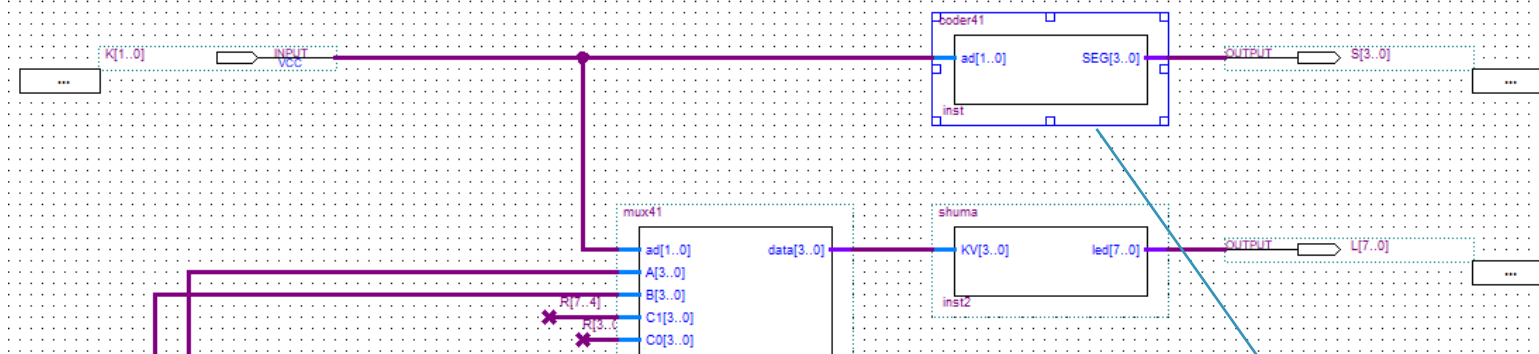 coder41
K[1..0] INPUT VCC
ad[1..0] SEG[3..0]
OUTPUT S[3..0]
...
...
inst
mux41
shuma
ad[1..0] data[3..0]
KV[3..0] led[7..0]
OUTPUT L[7..0]
A[3..0]
...
B[3..0]
R[7..4]
inst2
C1[3..0]
R[3..
C0[3..0]